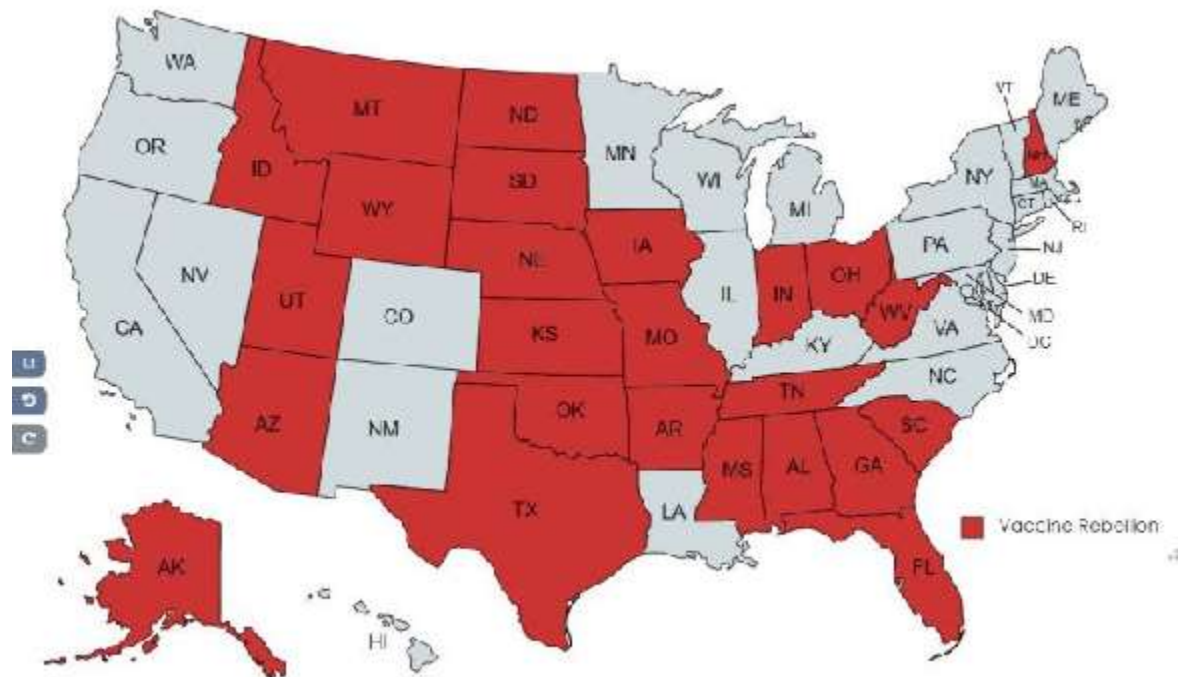 WA
MT
ND
MN
VT
ME
OR
ID
SD
WI
MI
NY
NH
MA
CT
RI
WY
IA
PA
NJ
NV
NE
IL
IN
OH
DE
UT
CO
WV
MD
CA
KS
MO
KY
VA
DC
AZ
NM
OK
AR
TN
NC
SC
TX
MS
AL
GA
LA
Vaccine Rebellion
FL
AK
HI